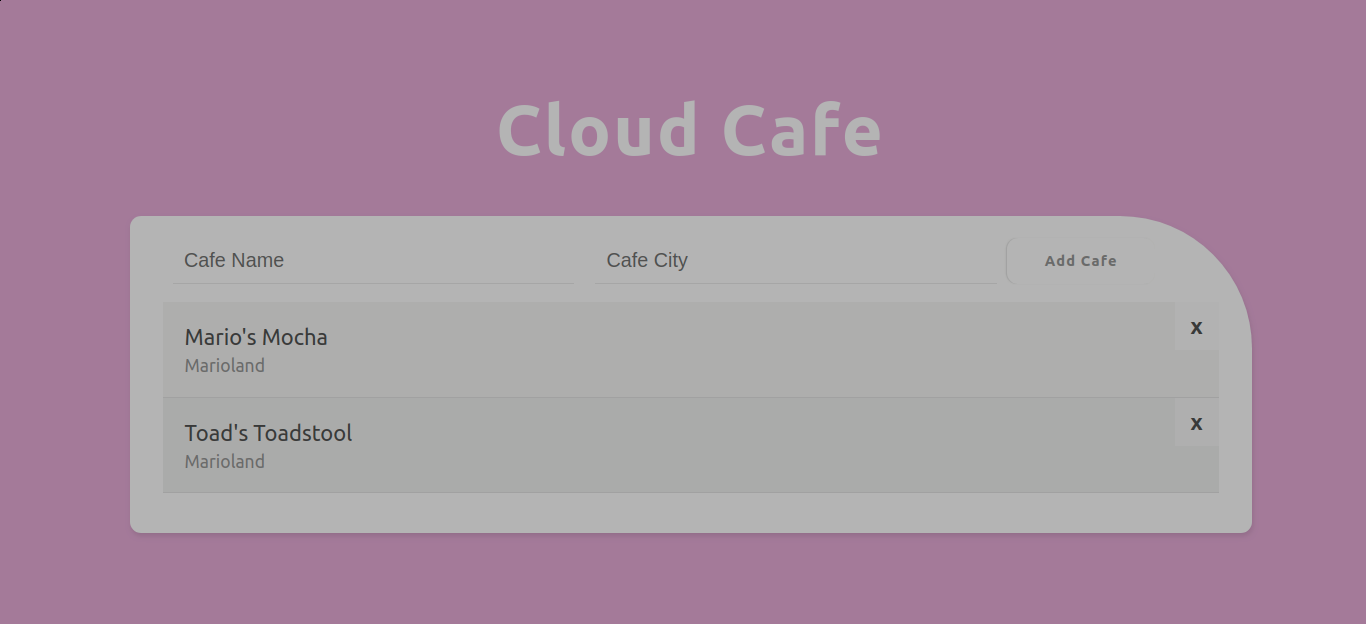 Cloud Cafe
Cafe Name
Cafe City
Add Cafe
Mario's Mocha
x
Marioland
Toad's Toadstool
x
Marioland